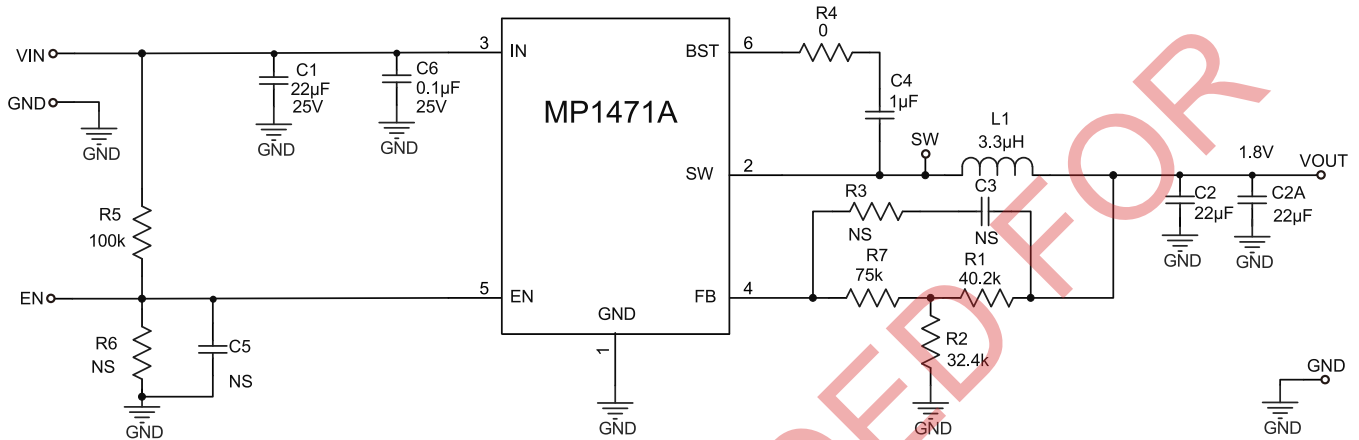 VIN
GND
GND
C1
22µF
25V
GND
C6
0.1µF
25V
GND
3
IN
MP1471A
BST
6
R4
0
C4
1µF
SW
2
SW
L1
3.3µH
1.8V
VOUT
C2
22µF
GND
C2A
22µF
GND
R3
NS
C3
NS
R5
100k
R7
75k
R1
40.2k
EN
5
EN
FB
4
GND
1
GND
R6
NS
C5
NS
GND
R2
32.4k
GND
GND
GND
ED FOR